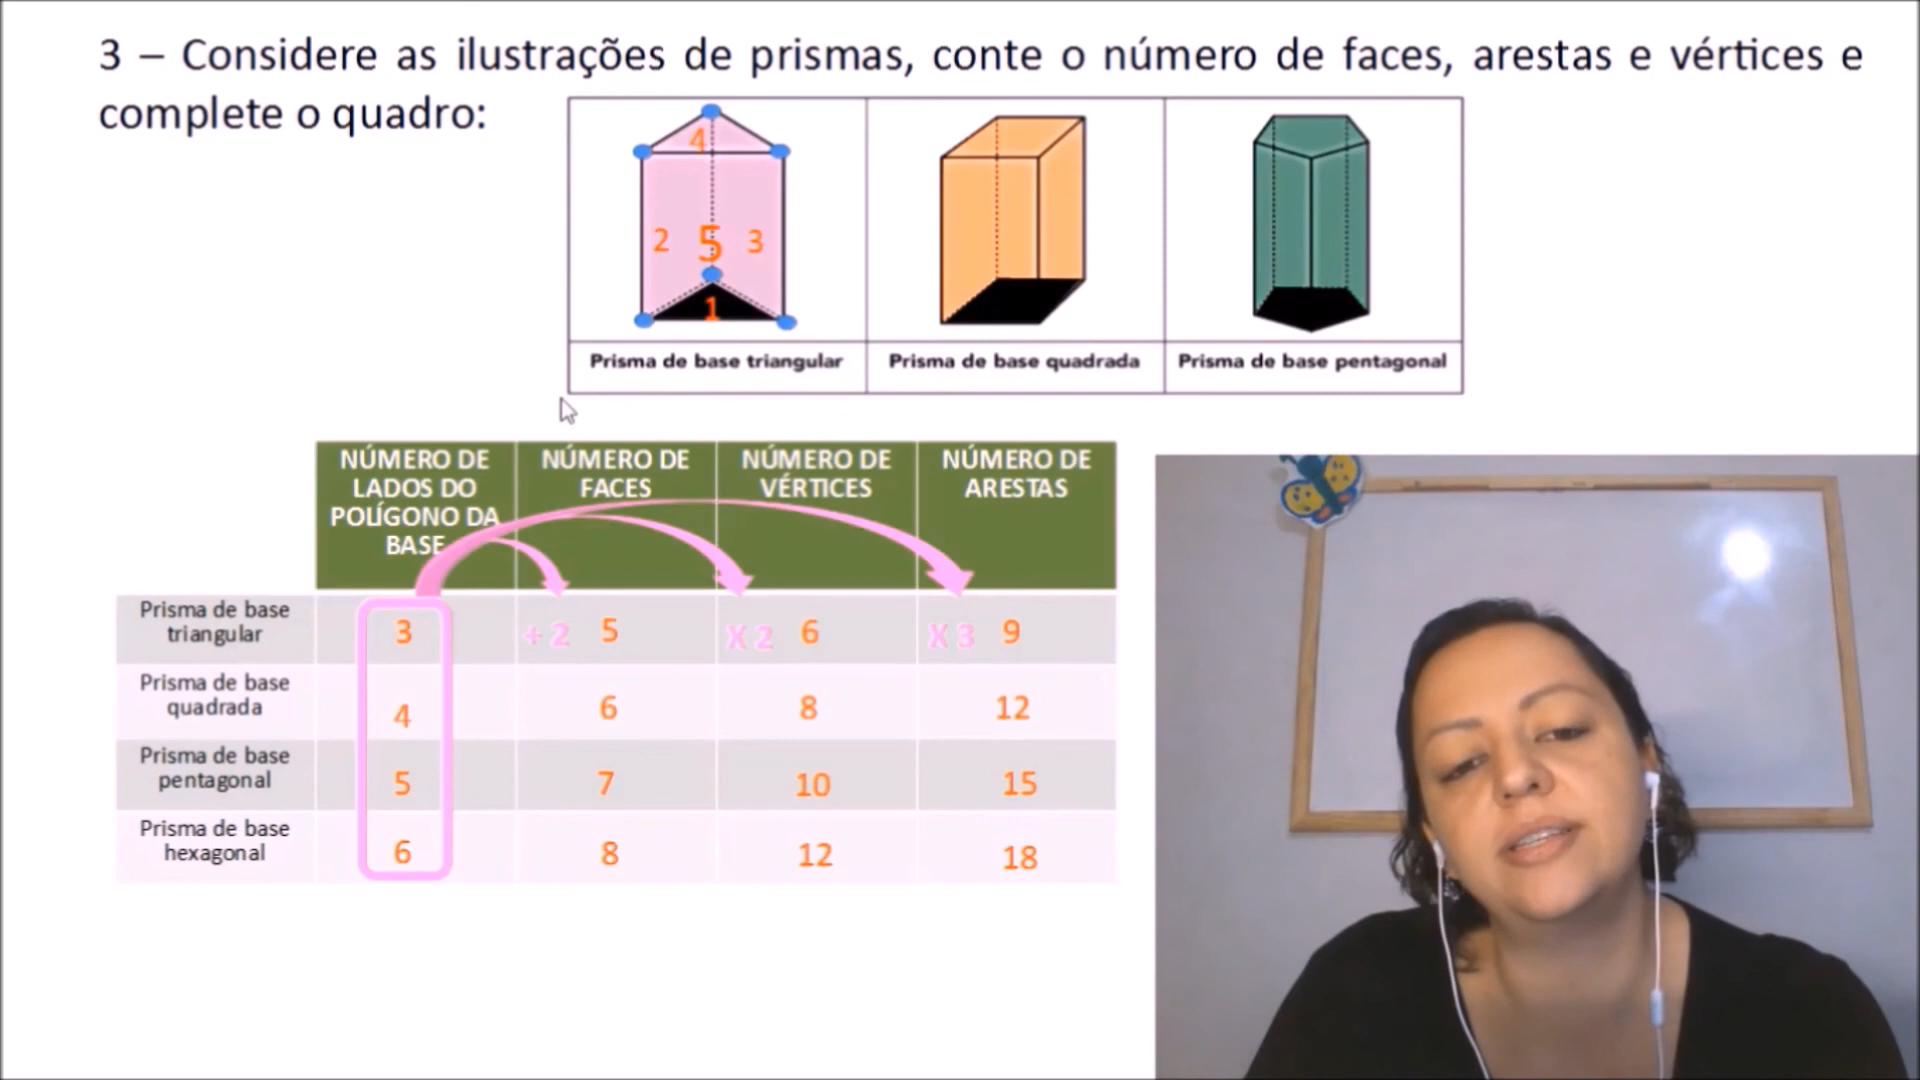 3 – Considere as ilustrações de prismas, conte o número de faces, arestas e vértices e
complete o quadro:
4
2 5 3
1
Prisma de base triangular
Prisma de base quadrada
Prisma de base pentagonal
NÚMERO DE
LADOS DO
POLÍGONO DA
BASE
NÚMERO DE
FACES
NÚMERO DE
VÉRTICES
NÚMERO DE
ARESTAS
Prisma de base
triangular
3
+ 2 5
X 2 6
X 3 9
Prisma de base
quadrada
4
6
8
12
Prisma de base
pentagonal
5
7
10
15
Prisma de base
hexagonal
6
8
12
18